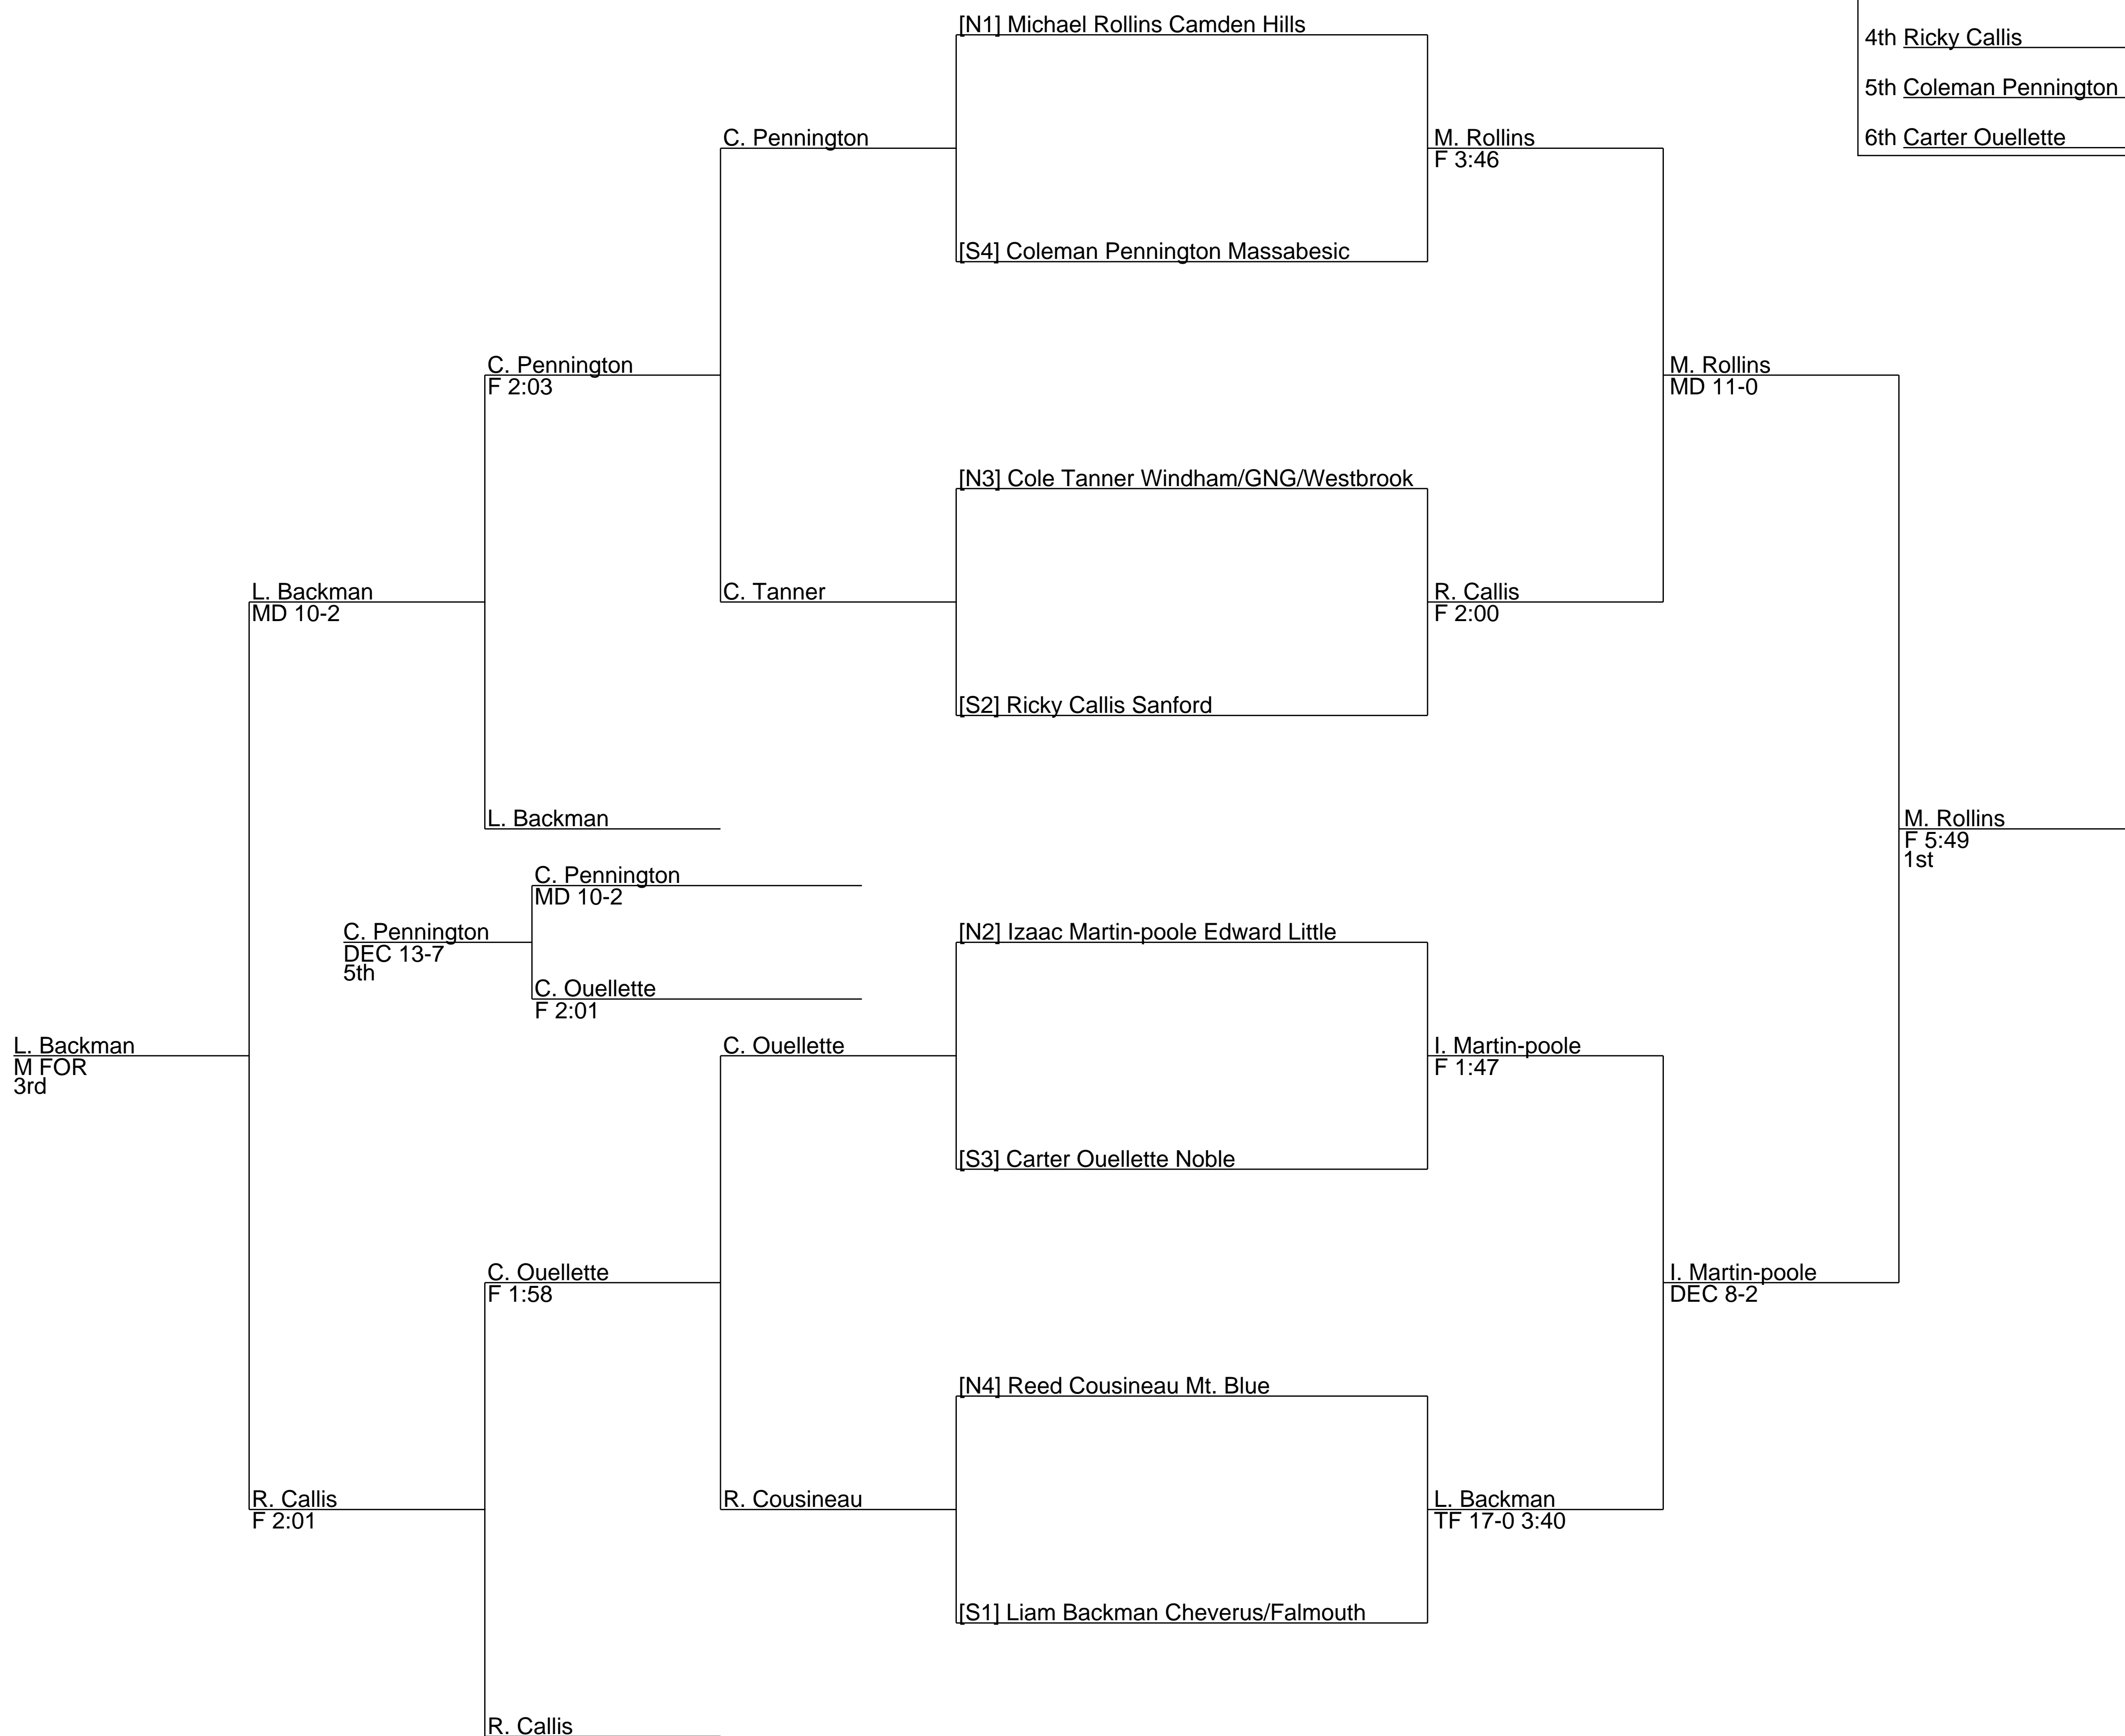 [N1] Michael Rollins Camden Hills
4th Ricky Callis
5th Coleman Pennington
6th Carter Ouellette
C. Pennington
M. Rollins
F 3:46
[S4] Coleman Pennington Massabesic
C. Pennington
F 2:03
M. Rollins
MD 11-0
[N3] Cole Tanner Windham/GNG/Westbrook
L. Backman
MD 10-2
C. Tanner
R. Callis
F 2:00
[S2] Ricky Callis Sanford
L. Backman
M. Rollins
F 5:49
1st
C. Pennington
MD 10-2
C. Pennington
DEC 13-7
5th
[N2] Izaac Martin-poole Edward Little
C. Ouellette
F 2:01
L. Backman
M FOR
3rd
C. Ouellette
I. Martin-poole
F 1:47
[S3] Carter Ouellette Noble
C. Ouellette
F 1:58
I. Martin-poole
DEC 8-2
[N4] Reed Cousineau Mt. Blue
R. Callis
F 2:01
R. Cousineau
L. Backman
TF 17-0 3:40
[S1] Liam Backman Cheverus/Falmouth
R. Callis